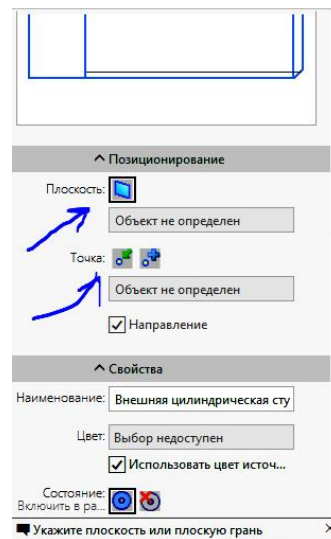 Позиционирование
Плоскость:
Объект не определен
Точка:
Объект не определен
Направление
Свойства
Наименование: Внешняя цилиндрическая сту
Цвет: Выбор недоступен
Использовать цвет источ...
Состояние:
Включить в ра...
Укажите плоскость или плоскую грань